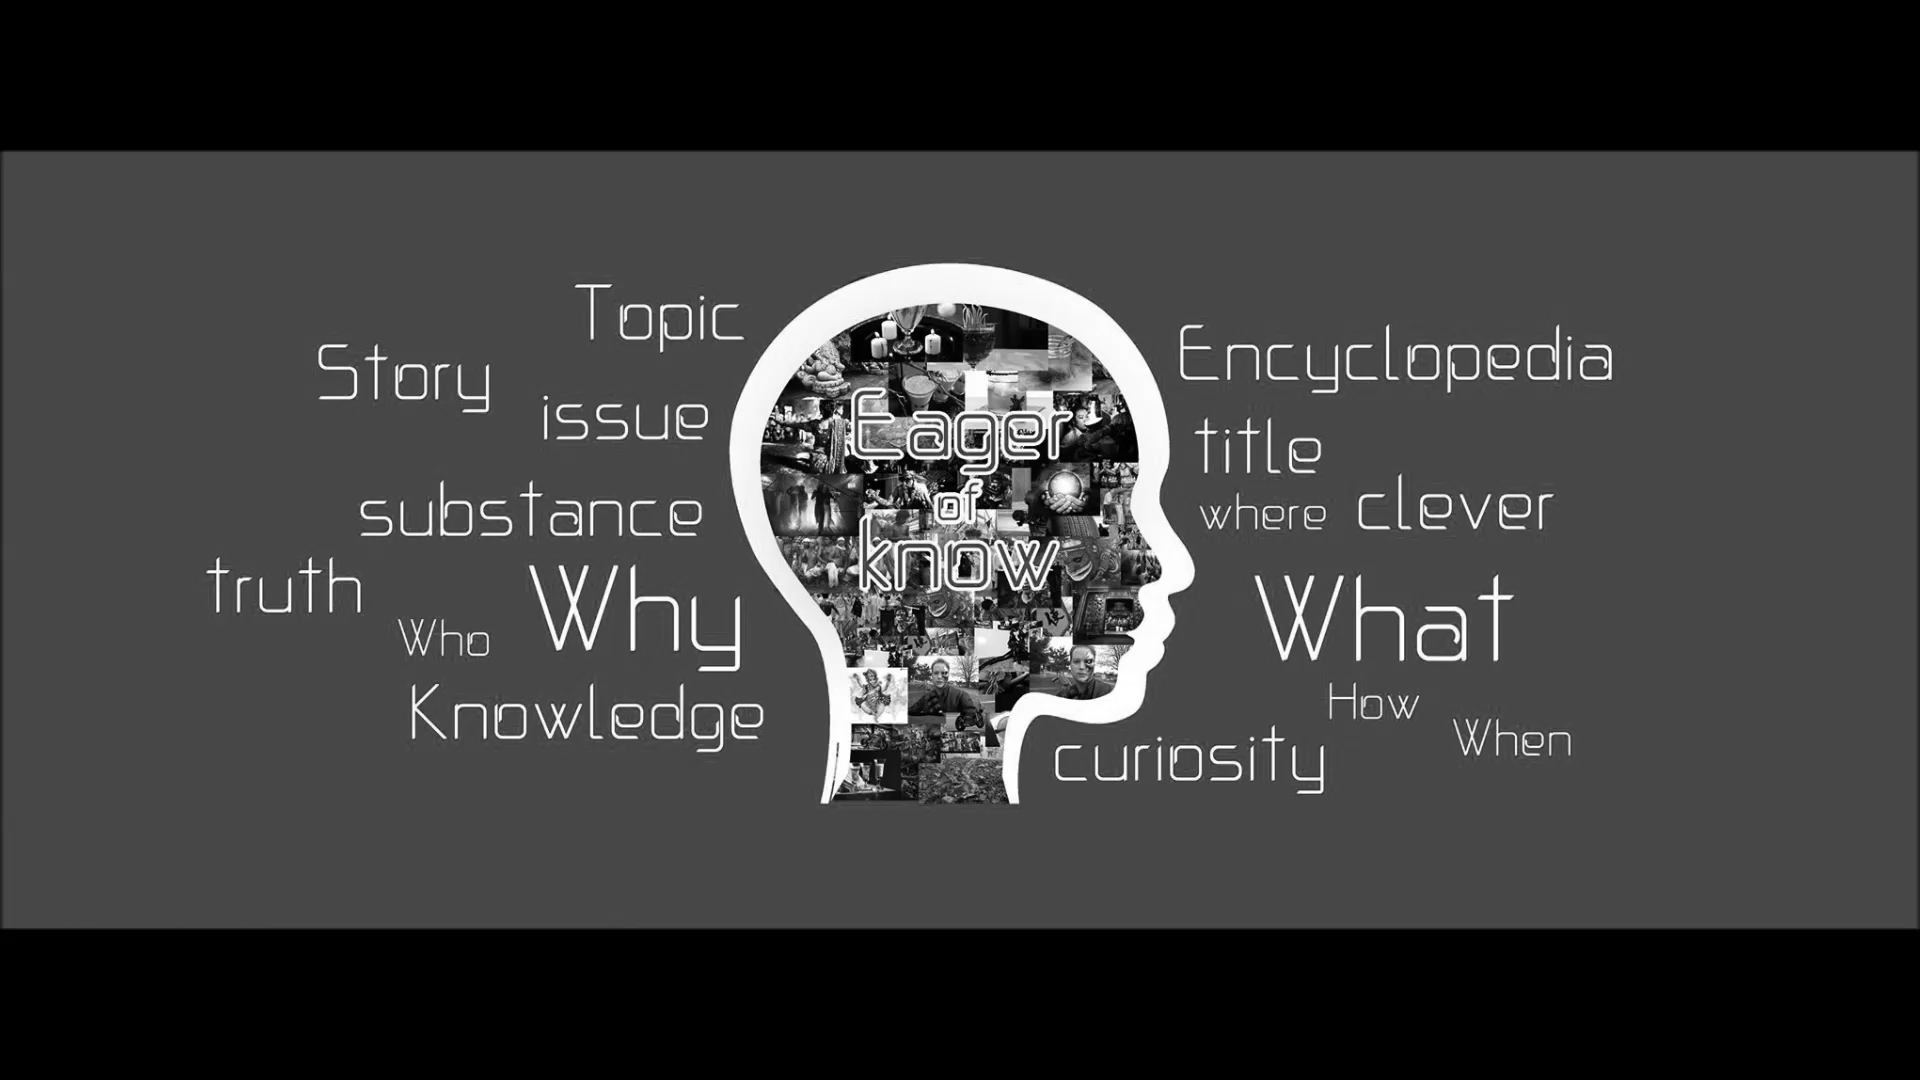 Topic
Story
issue
substance
truth
Who
Why
Knowledge
Eager
of
know
Encyclopedia
title
where
clever
What
How
When
curiosity